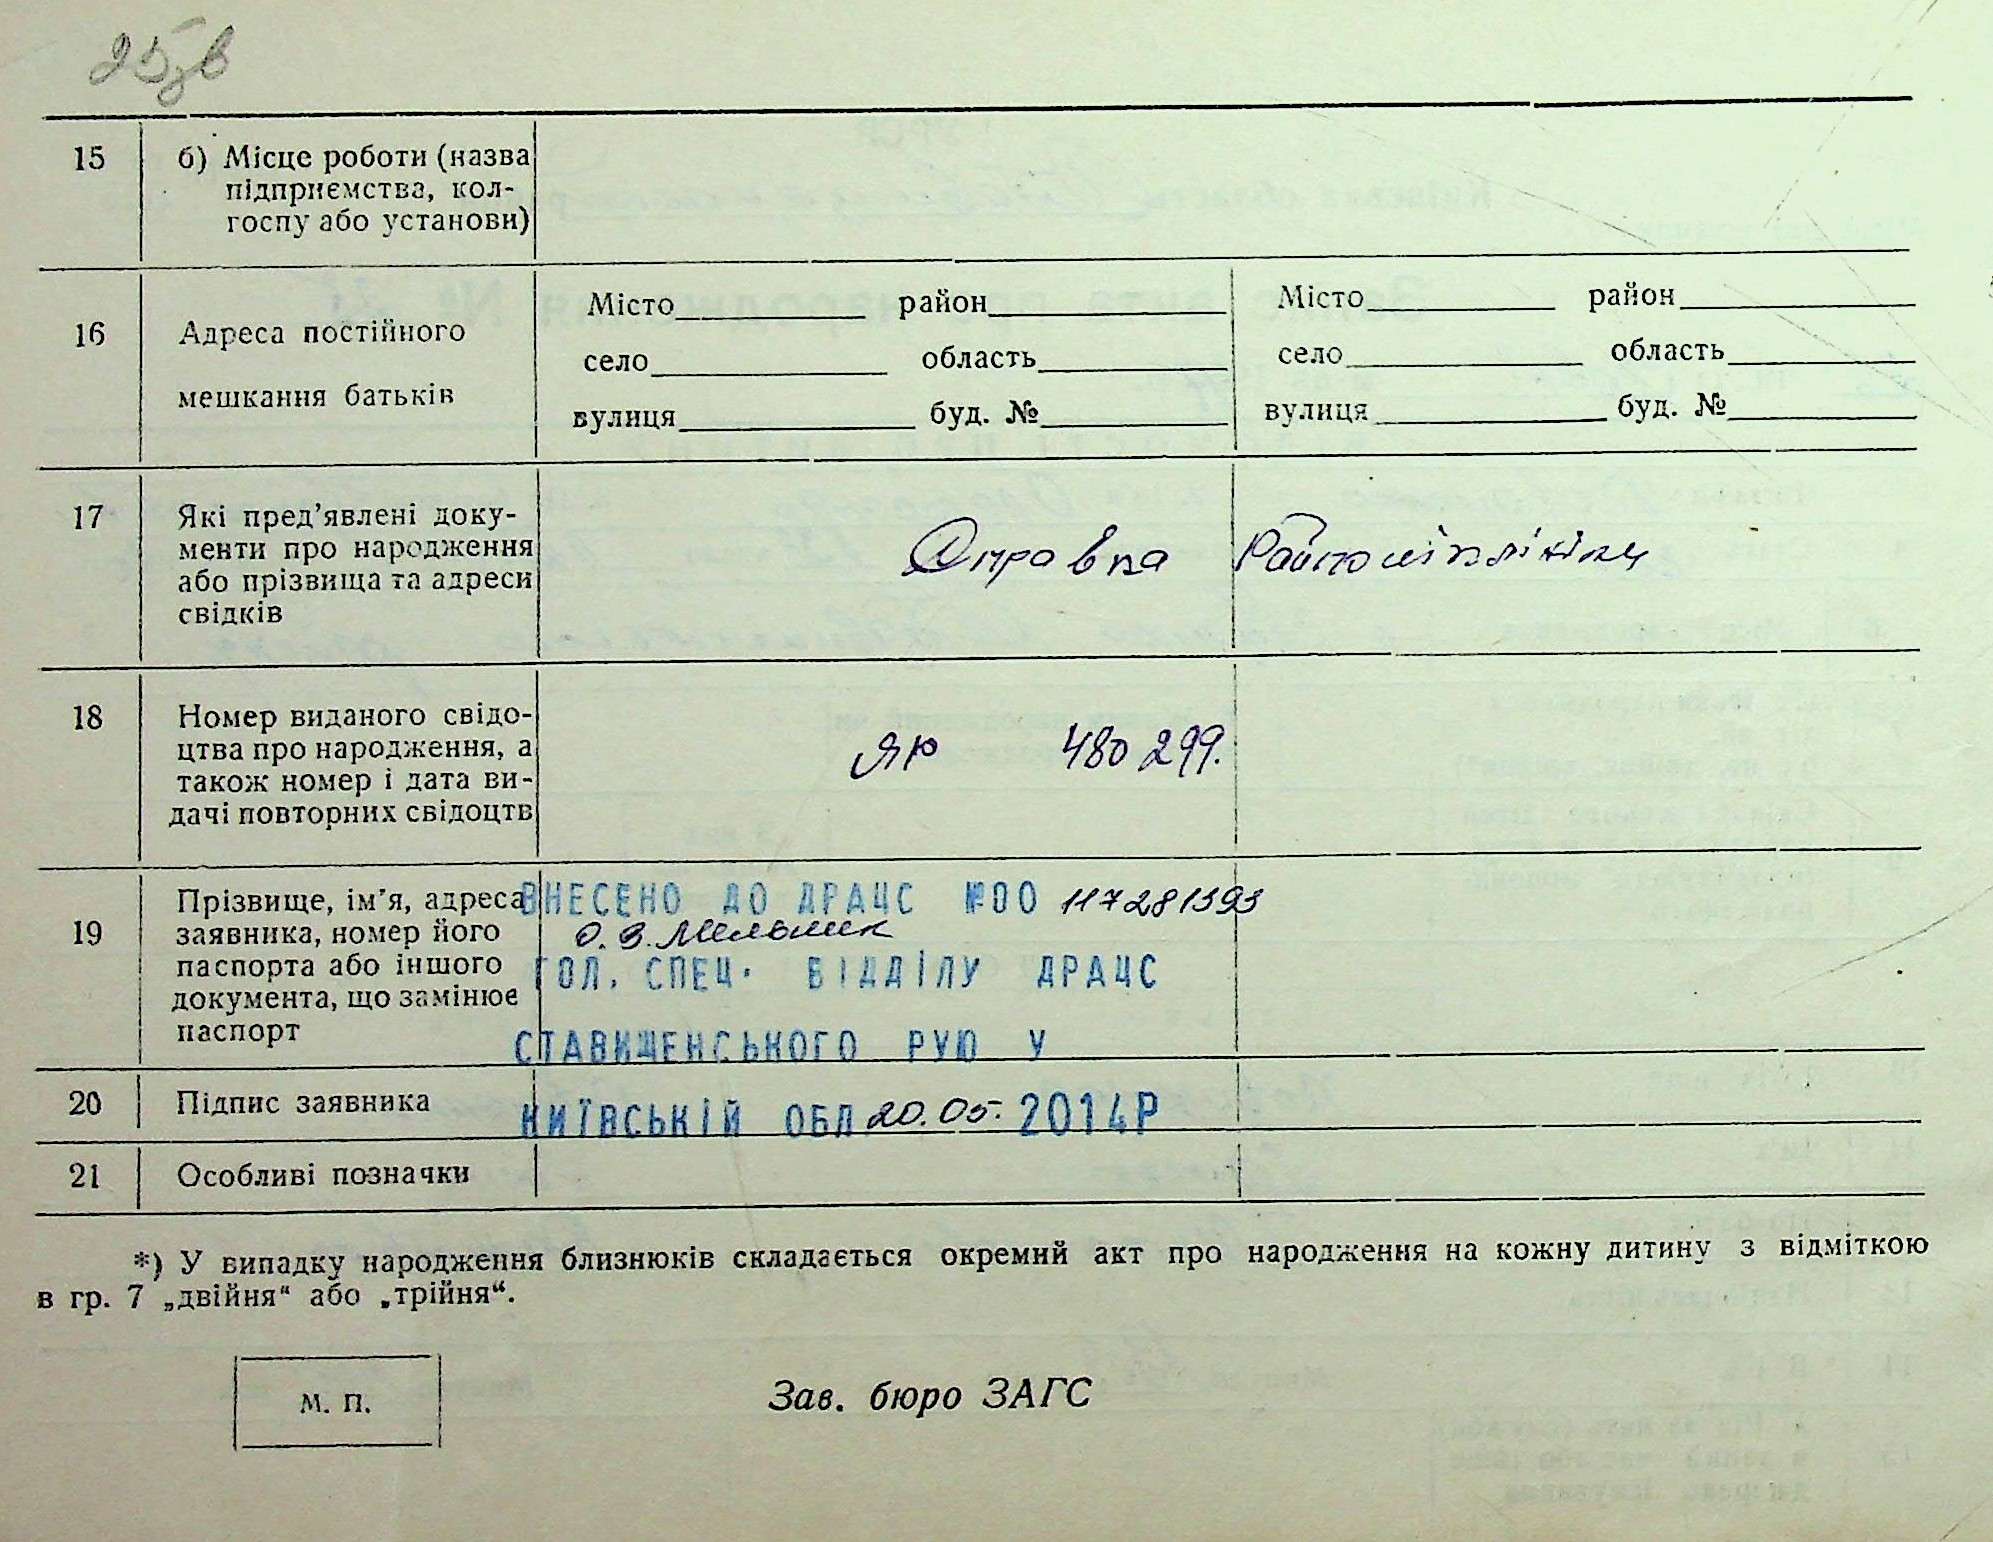 25зв
15 б) Місце роботи (назва
підприємства, кол-
госпу або установи)
16 Адреса постійного
мешкання батьків
Місто район
село область
вулиця буд. №
Місто район
село область
вулиця буд. №
17 Які пред’явлені доку-
менти про народження
або прізвища та адреси
свідків
Справка Райполіклініки
18 Номер виданого свідо-
цтва про народження, а
також номер і дата ви-
дачі повторних свідоцтв
ЯЮ 480299.
19 Прізвище, ім’я, адреса
заявника, номер його
паспорта або іншого
документа, що замінює
паспорт
ВНЕСЕНО ДО ДРАЦС №00 117281393
О. В. Мельник
ГОЛ. СПЕЦ. ВІДДІЛУ ДРАЦС
СТАВИЩЕНСЬКОГО РУЮ У
КИЇВСЬКІЙ ОБЛ 20.05. 2014Р
20 Підпис заявника
21 Особливі позначки
*) У випадку народження близнюків складається окремий акт про народження на кожну дитину з відміткою
в гр. 7 „двійня“ або „трійня“.
М. П.
Зав. бюро ЗАГС